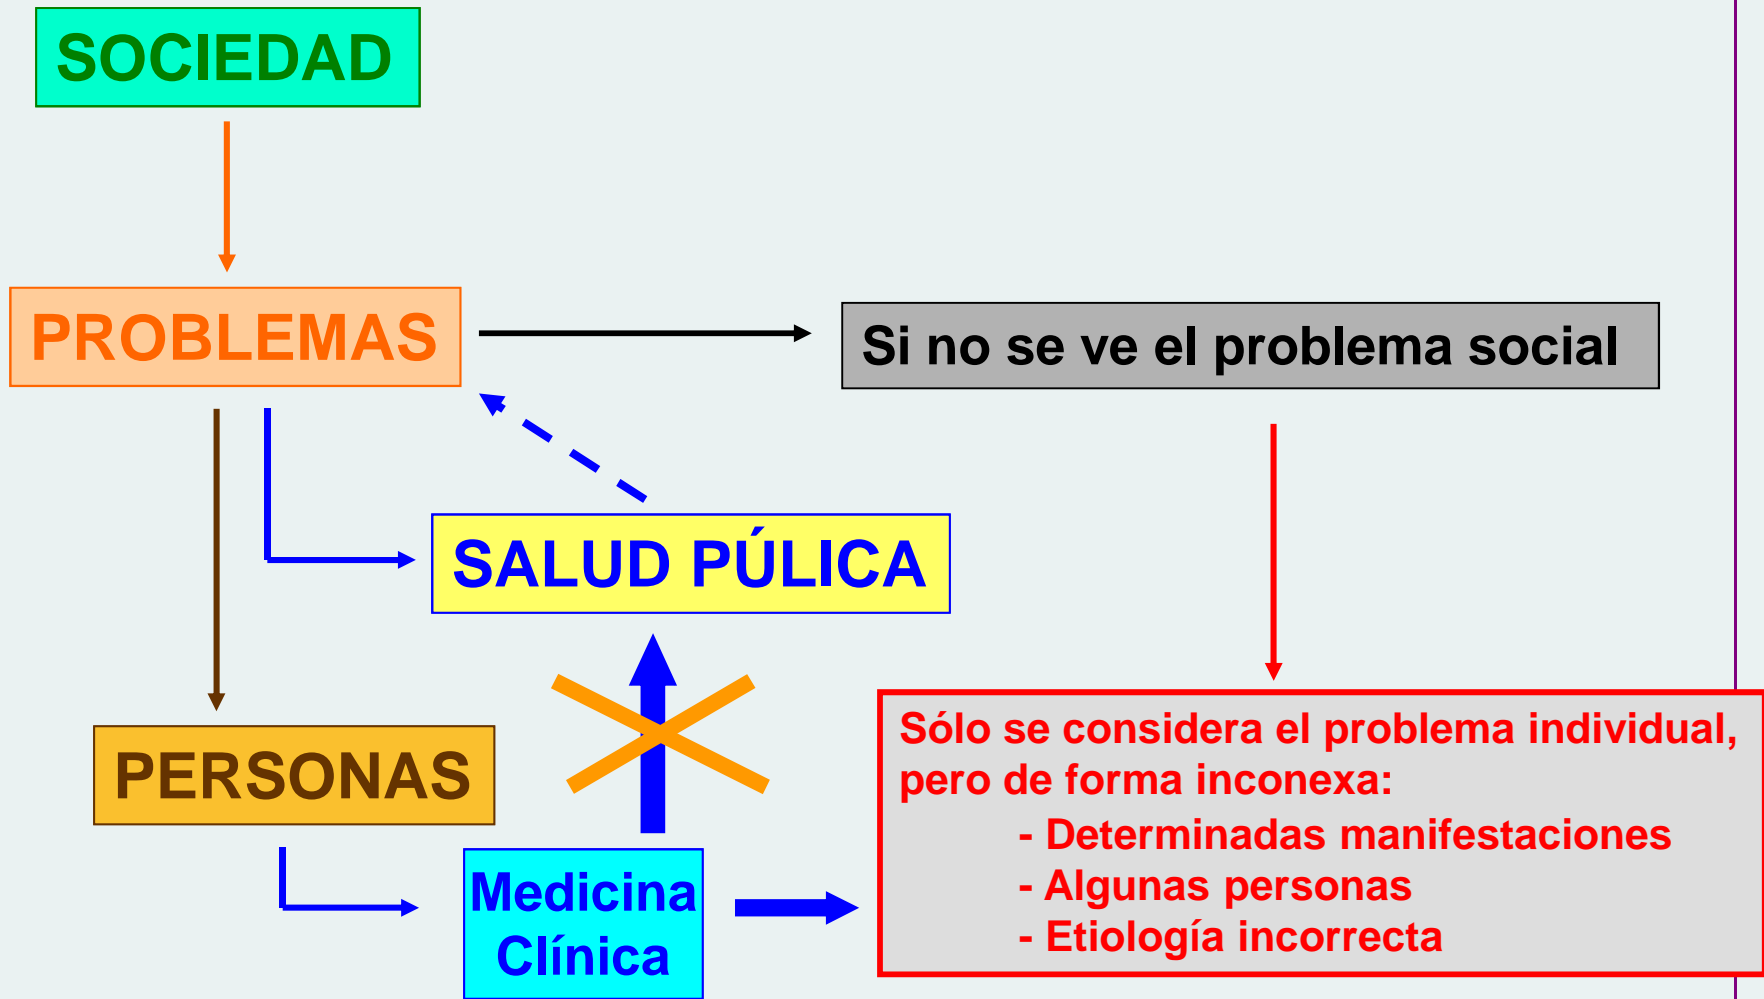 SOCIEDAD
PROBLEMAS
Si no se ve el problema social
SALUD PÚLICA
PERSONAS
Medicina
Clínica
Sólo se considera el problema individual,
pero de forma inconexa:
- Determinadas manifestaciones
- Algunas personas
- Etiología incorrecta